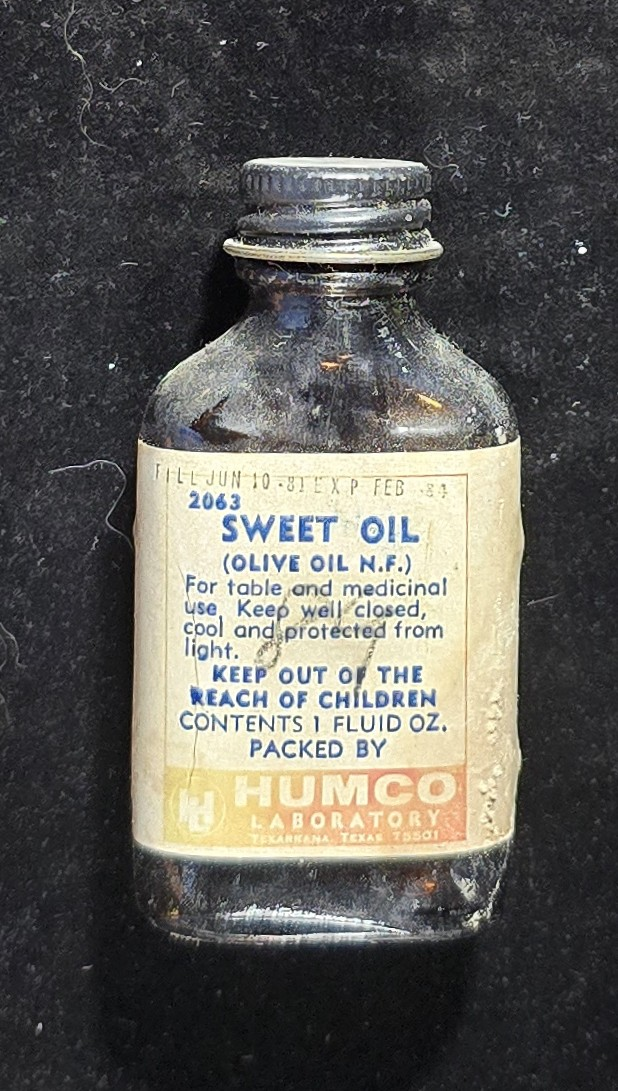 FILL JUN 10 -81 EXP FEB -84
2063
SWEET OIL
(OLIVE OIL N.F.)
For table and medicinal
use. Keep well closed,
cool and protected from
light.
KEEP OUT OF THE
REACH OF CHILDREN
CONTENTS 1 FLUID OZ.
PACKED BY
HUMCO
LABORATORY
TEXARKANA, TEXAS 75501